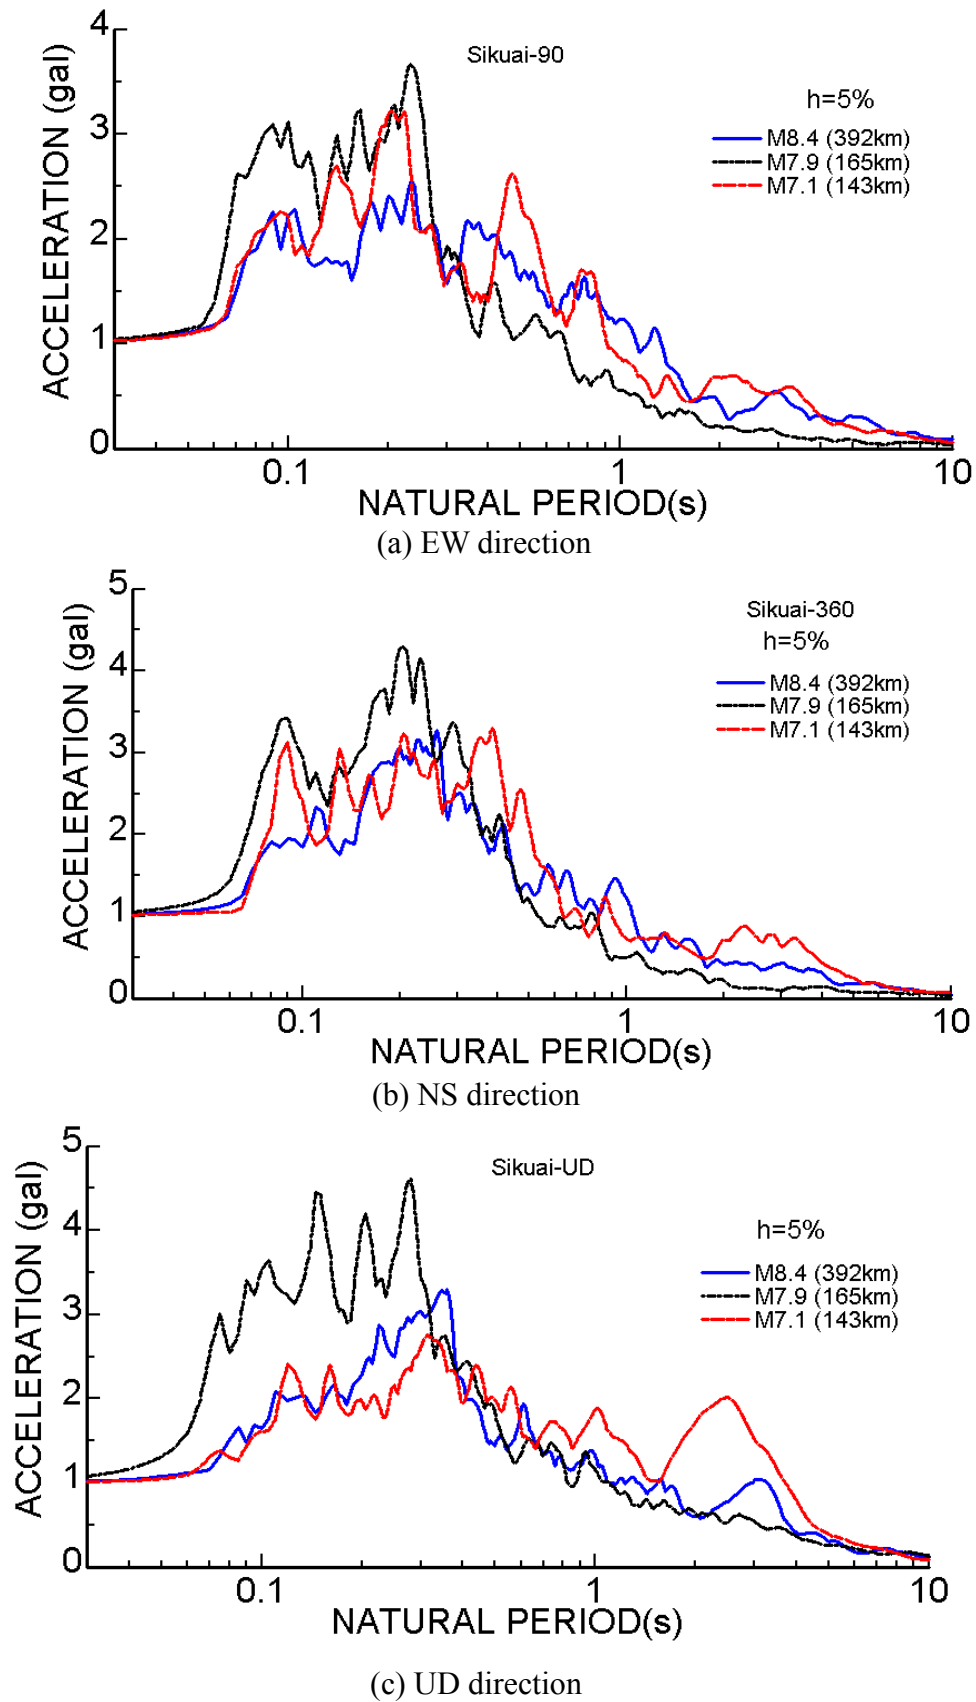 Sikuai-90
h=5%
M8.4 (392km)
M7.9 (165km)
M7.1 (143km)
ACCELERATION (gal)
4
3
2
1
0
0.1 1 10
NATURAL PERIOD(s)
(a) EW direction
Sikuai-360
h=5%
M8.4 (392km)
M7.9 (165km)
M7.1 (143km)
ACCELERATION (gal)
5
4
3
2
1
0
0.1 1 10
NATURAL PERIOD(s)
(b) NS direction
Sikuai-UD
h=5%
M8.4 (392km)
M7.9 (165km)
M7.1 (143km)
ACCELERATION (gal)
5
4
3
2
1
0
0.1 1 10
NATURAL PERIOD(s)
(c) UD direction